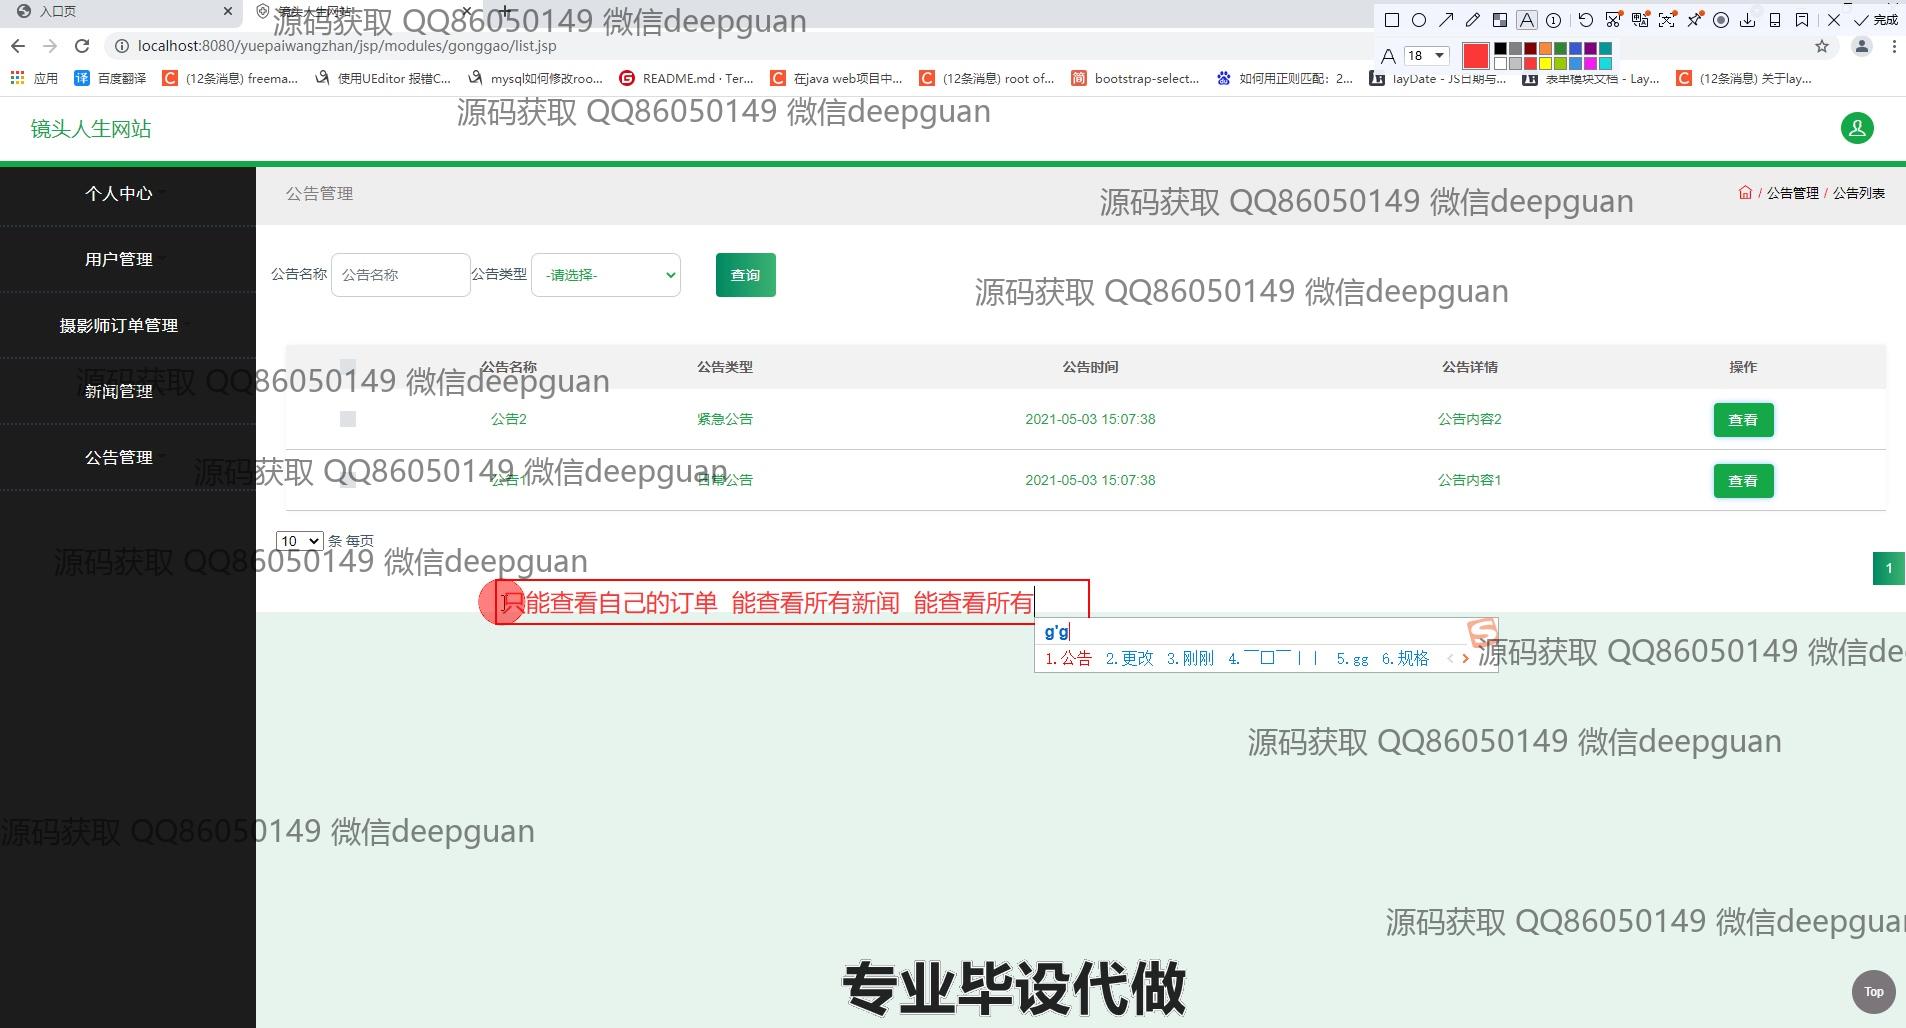 入口页
镜头人生网站
源码获取 QQ86050149 微信deepguan
完成
localhost:8080/yuepaiwangzhan/jsp/modules/gonggao/list.jsp
18
应用
百度翻译
(12条消息) freema...
使用UEditor 报错C...
mysql如何修改roo...
README.md · Ter...
在java web项目中...
(12条消息) root of...
bootstrap-select...
如何用正则匹配：2...
layDate - JS日期与...
表单模块文档 - Lay...
(12条消息) 关于lay...
源码获取 QQ86050149 微信deepguan
镜头人生网站
个人中心
公告管理
源码获取 QQ86050149 微信deepguan
/ 公告管理 / 公告列表
用户管理
公告名称 公告名称 公告类型 -请选择- 查询
源码获取 QQ86050149 微信deepguan
摄影师订单管理
公告名称 公告类型 公告时间 公告详情 操作
源码获取 QQ86050149 微信deepguan
新闻管理
公告2 紧急公告 2021-05-03 15:07:38 公告内容2 查看
公告管理
源码获取 QQ86050149 微信deepguan
公告1 日常公告 2021-05-03 15:07:38 公告内容1 查看
10 条 每页
源码获取 QQ86050149 微信deepguan
1
只能查看自己的订单 能查看所有新闻 能查看所有
g'g
1.公告 2.更改 3.刚刚 5.gg 6.规格
源码获取 QQ86050149 微信de
源码获取 QQ86050149 微信deepguan
源码获取 QQ86050149 微信deepguan
源码获取 QQ86050149 微信deepguan
专业毕设代做
Top